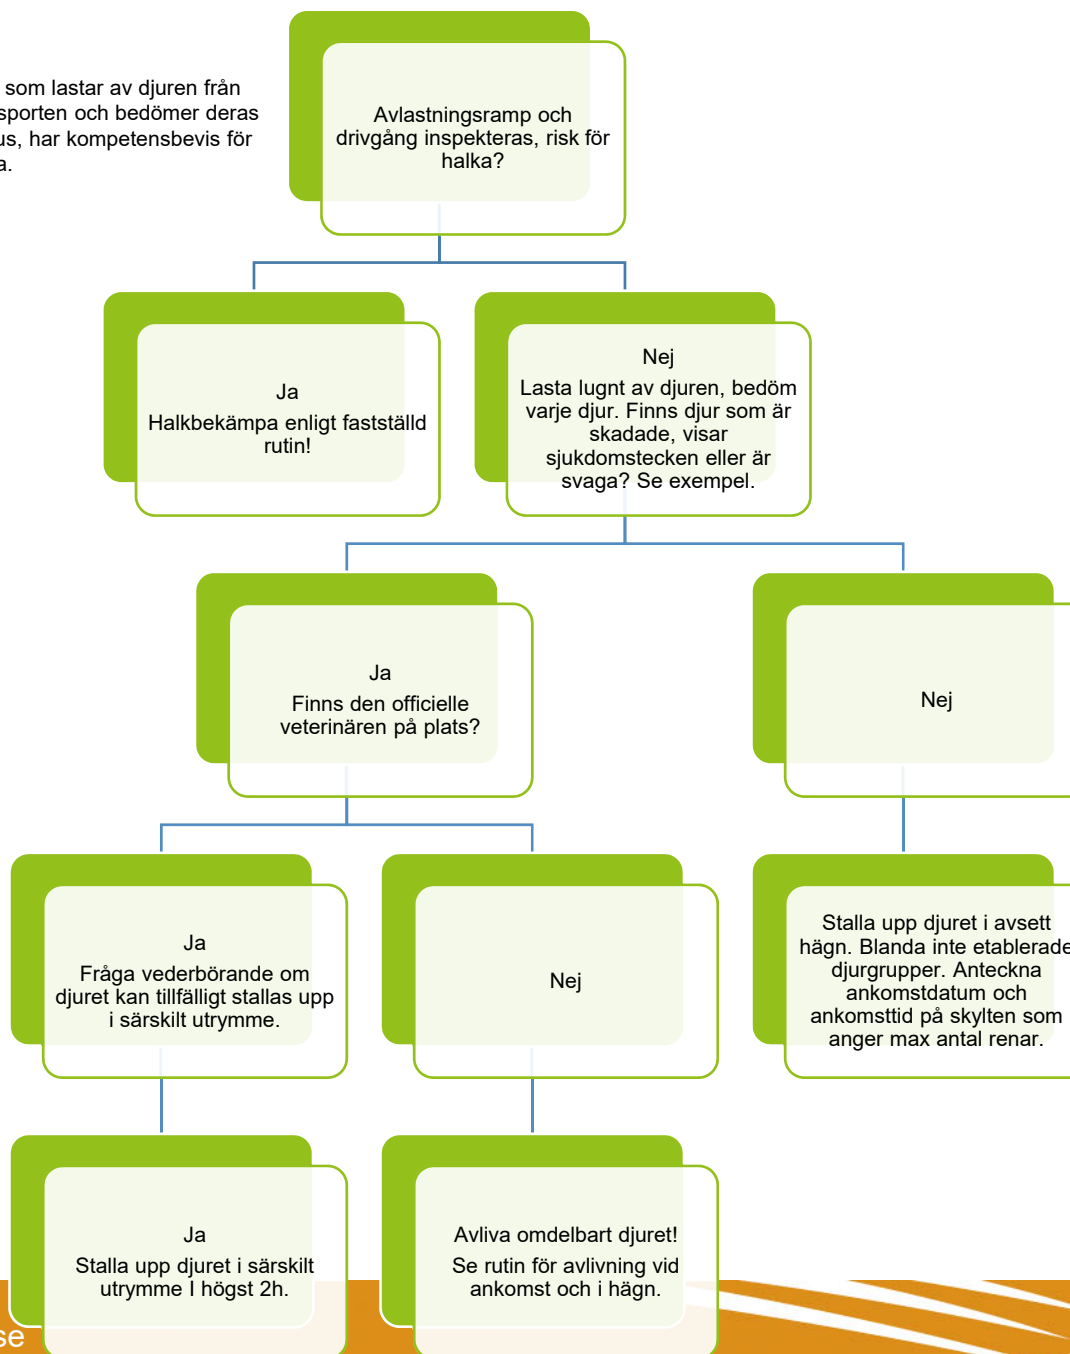 som lastar av djuren från
sporten och bedömer deras
us, har kompetensbevis för
a.
Avlastningsramp och
drivgång inspekteras, risk för
halka?
Ja
Halkbekämpa enligt fastställd
rutin!
Nej
Lasta lugnt av djuren, bedöm
varje djur. Finns djur som är
skadade, visar
sjukdomstecken eller är
svaga? Se exempel.
Ja
Finns den officielle
veterinären på plats?
Nej
Ja
Fråga vederbörande om
djuret kan tillfälligt stallas upp
i särskilt utrymme.
Nej
Stalla upp djuret i avsett
hägn. Blanda inte etablerade
djurgrupper. Anteckna
ankomstdatum och
ankomsttid på skylten som
anger max antal renar.
Ja
Stalla upp djuret i särskilt
utrymme I högst 2h.
Avliva omdelbart djuret!
Se rutin för avlivning vid
ankomst och i hägn.
se